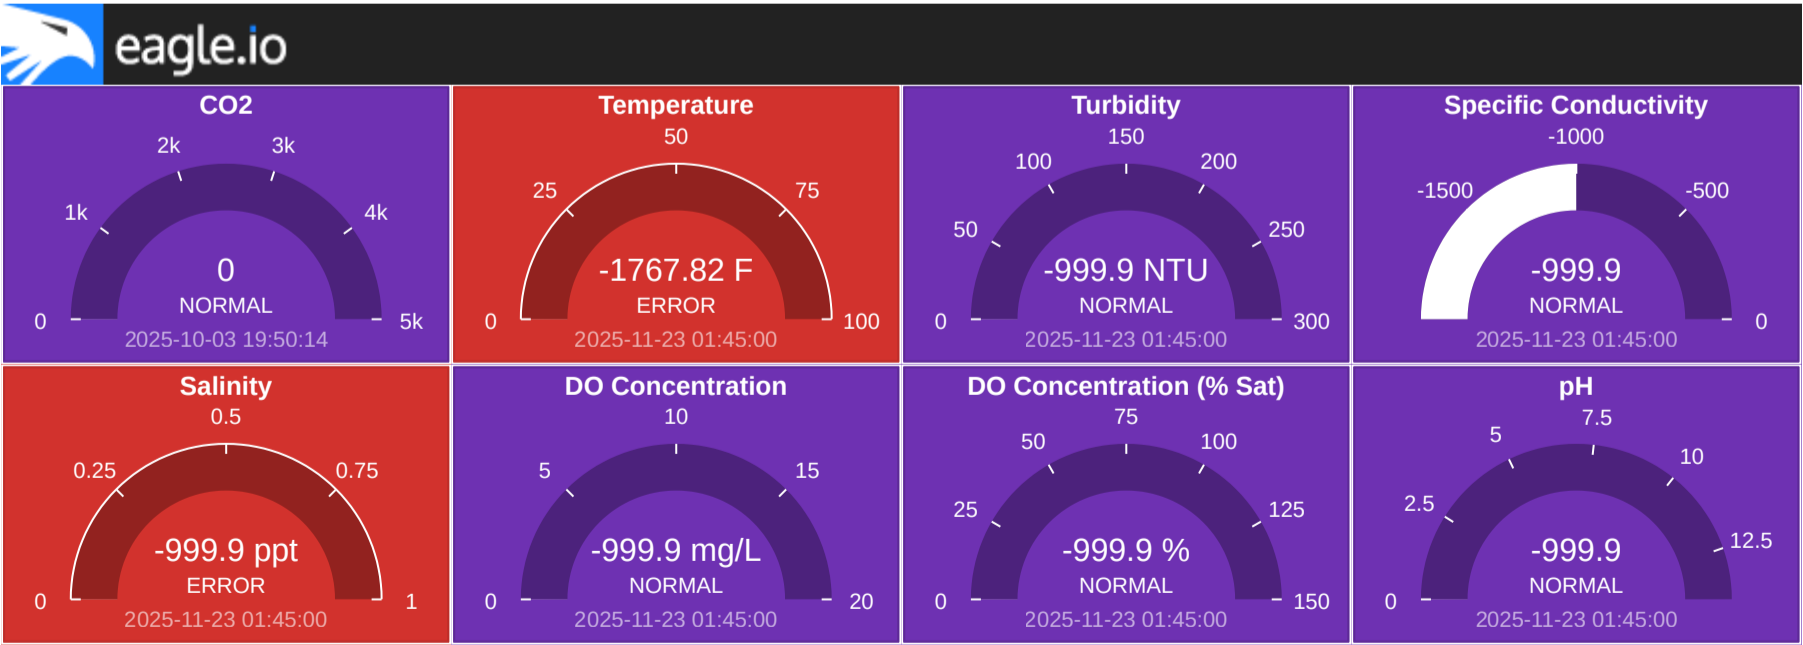 eagle.io
CO2
2k
3k
1k
4k
0
NORMAL
0
5k
2025-10-03 19:50:14
Temperature
50
25
75
-1767.82 F
ERROR
0
100
2025-11-23 01:45:00
Turbidity
150
100
200
50
250
-999.9 NTU
NORMAL
0
300
2025-11-23 01:45:00
Specific Conductivity
-1000
-1500
-500
-999.9
NORMAL
0
2025-11-23 01:45:00
Salinity
0.5
0.25
0.75
-999.9 ppt
ERROR
0
1
2025-11-23 01:45:00
DO Concentration
10
5
15
-999.9 mg/L
NORMAL
0
20
2025-11-23 01:45:00
DO Concentration (% Sat)
75
50
100
25
125
-999.9 %
NORMAL
0
150
2025-11-23 01:45:00
pH
7.5
5
10
2.5
12.5
-999.9
NORMAL
0
2025-11-23 01:45:00